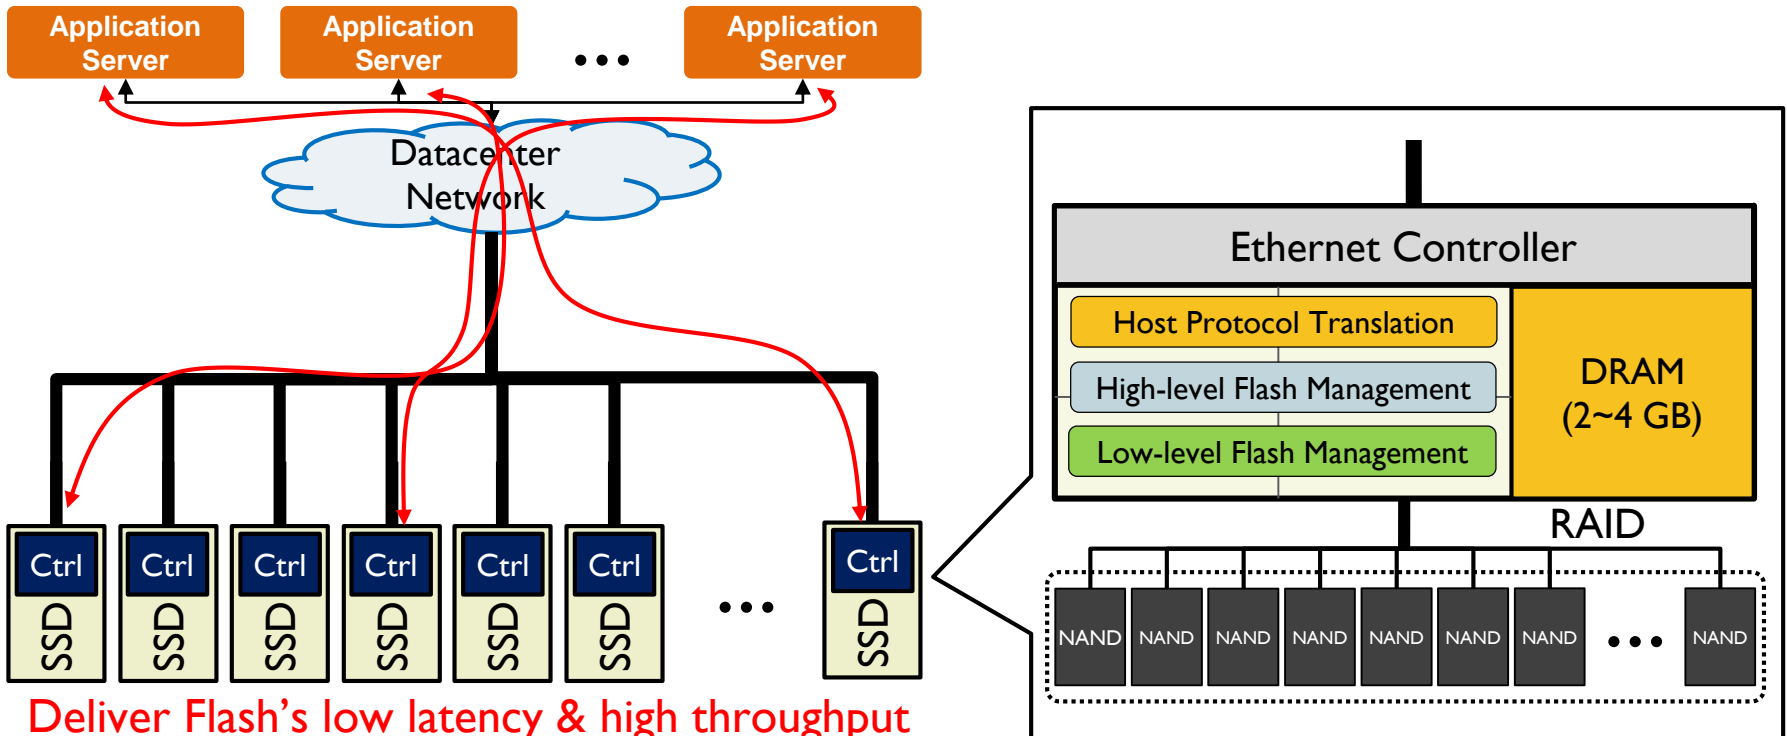 Application
Server
Application
Server
•••
Application
Server
Datacenter
Network
Ctrl
SSD
Ctrl
SSD
Ctrl
SSD
Ctrl
SSD
Ctrl
SSD
Ctrl
SSD
•••
Ctrl
SSD
Deliver Flash's low latency & high throughput
Ethernet Controller
Host Protocol Translation
High-level Flash Management
Low-level Flash Management
DRAM
(2~4 GB)
RAID
NAND
NAND
NAND
NAND
NAND
NAND
NAND
•••
NAND